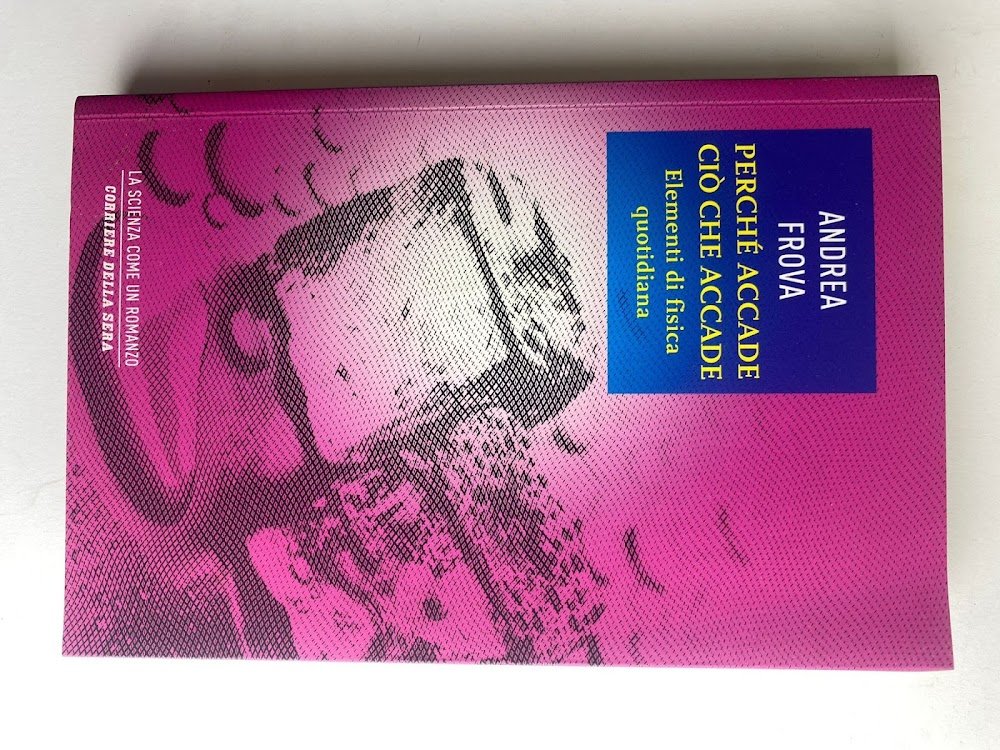 ANDREA
FROVA
PERCHÉ ACCADE
CIÒ CHE ACCADE
Elementi di fisica
quotidiana
LA SCIENZA COME UN ROMANZO
CORRIERE DELLA SERA